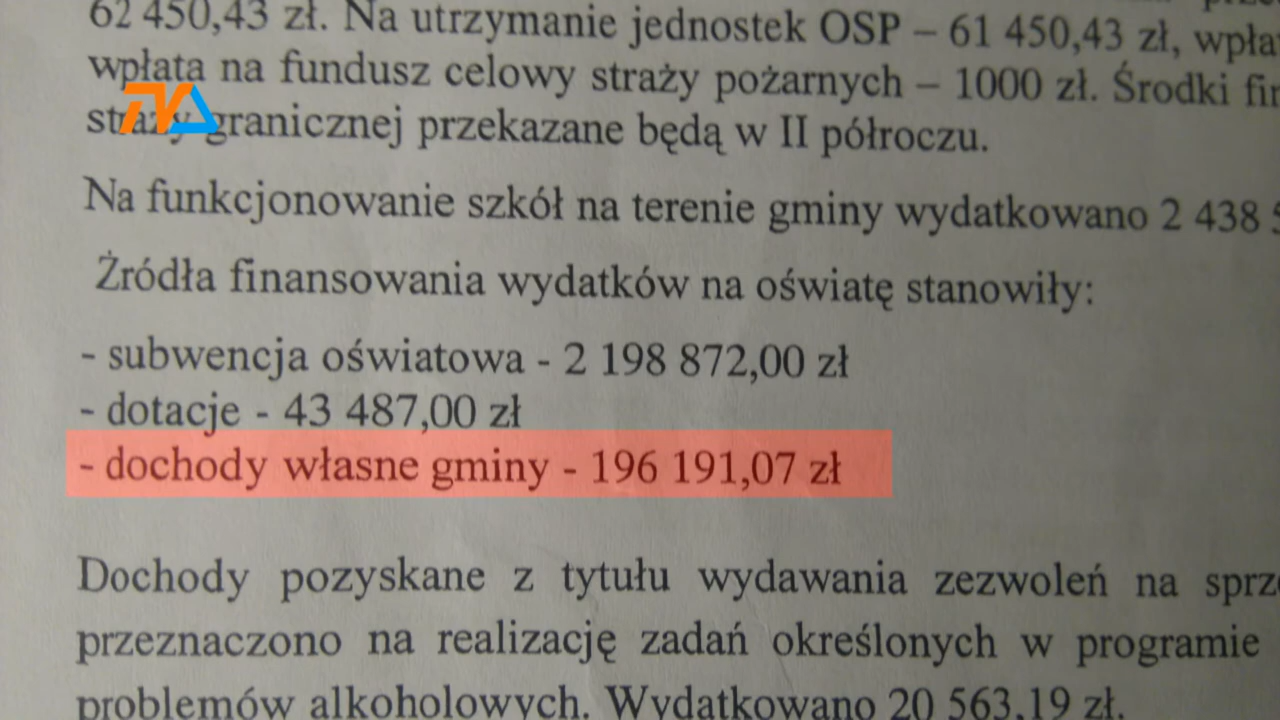 62 450,43 zł. Na utrzymanie jednostek OSP – 61 450,43 zł,
wpłata na fundusz celowy straży pożarnych – 1000 zł. Środki
straży granicznej przekazane będą w II półroczu.
Na funkcjonowanie szkół na terenie gminy wydatkowano 2 438
Źródła finansowania wydatków na oświatę stanowiły:
- subwencja oświatowa - 2 198 872,00 zł
- dotacje - 43 487,00 zł
- dochody własne gminy - 196 191,07 zł
Dochody pozyskane z tytułu wydawania zezwoleń na
przeznaczono na realizację zadań określonych w programie
problemów alkoholowych. Wydatkowano 20 563,19 zł.